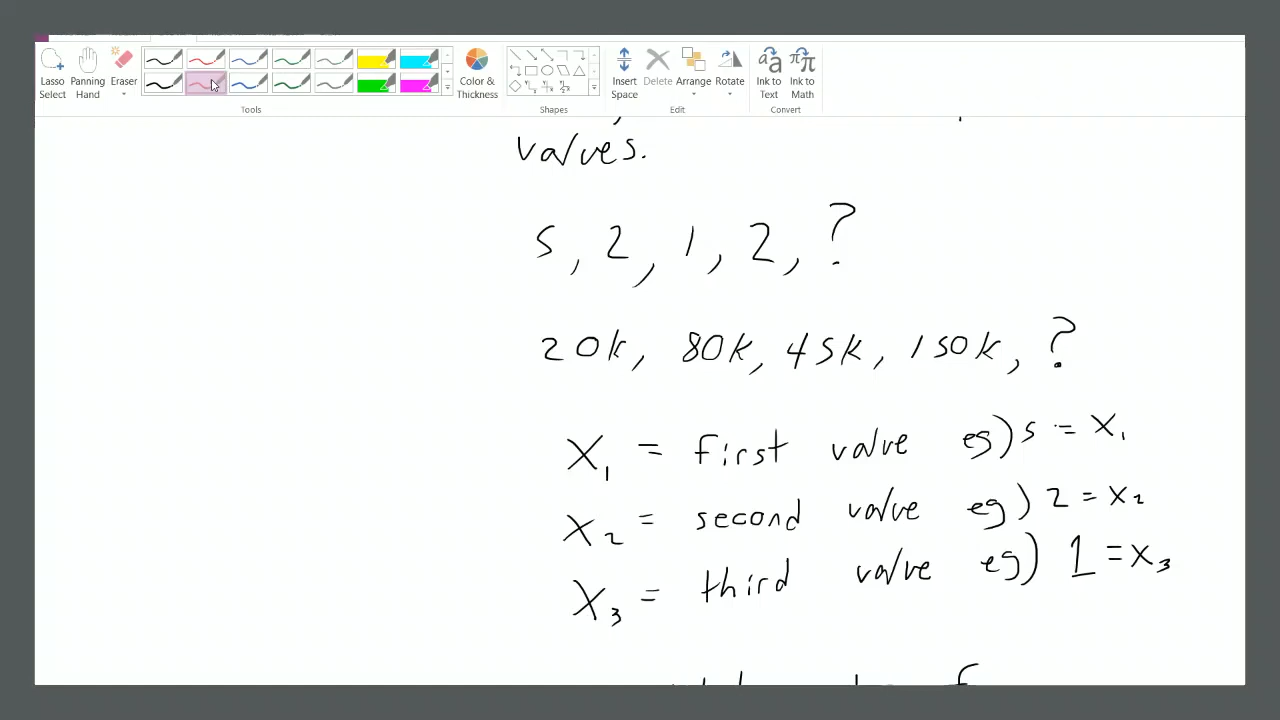 Lasso Select
Panning Hand
Eraser
Color & Thickness
Insert Space
Delete
Arrange
Rotate
Ink to Text
Ink to Math
Tools
Shapes
Edit
Convert
values.
5, 2, 1, 2, ?
20k, 80k, 45k, 150k, ?
X₁ = first value eg) 5 = X₁
X₂ = second value eg) 2 = X₂
X₃ = third value eg) 1 = X₃